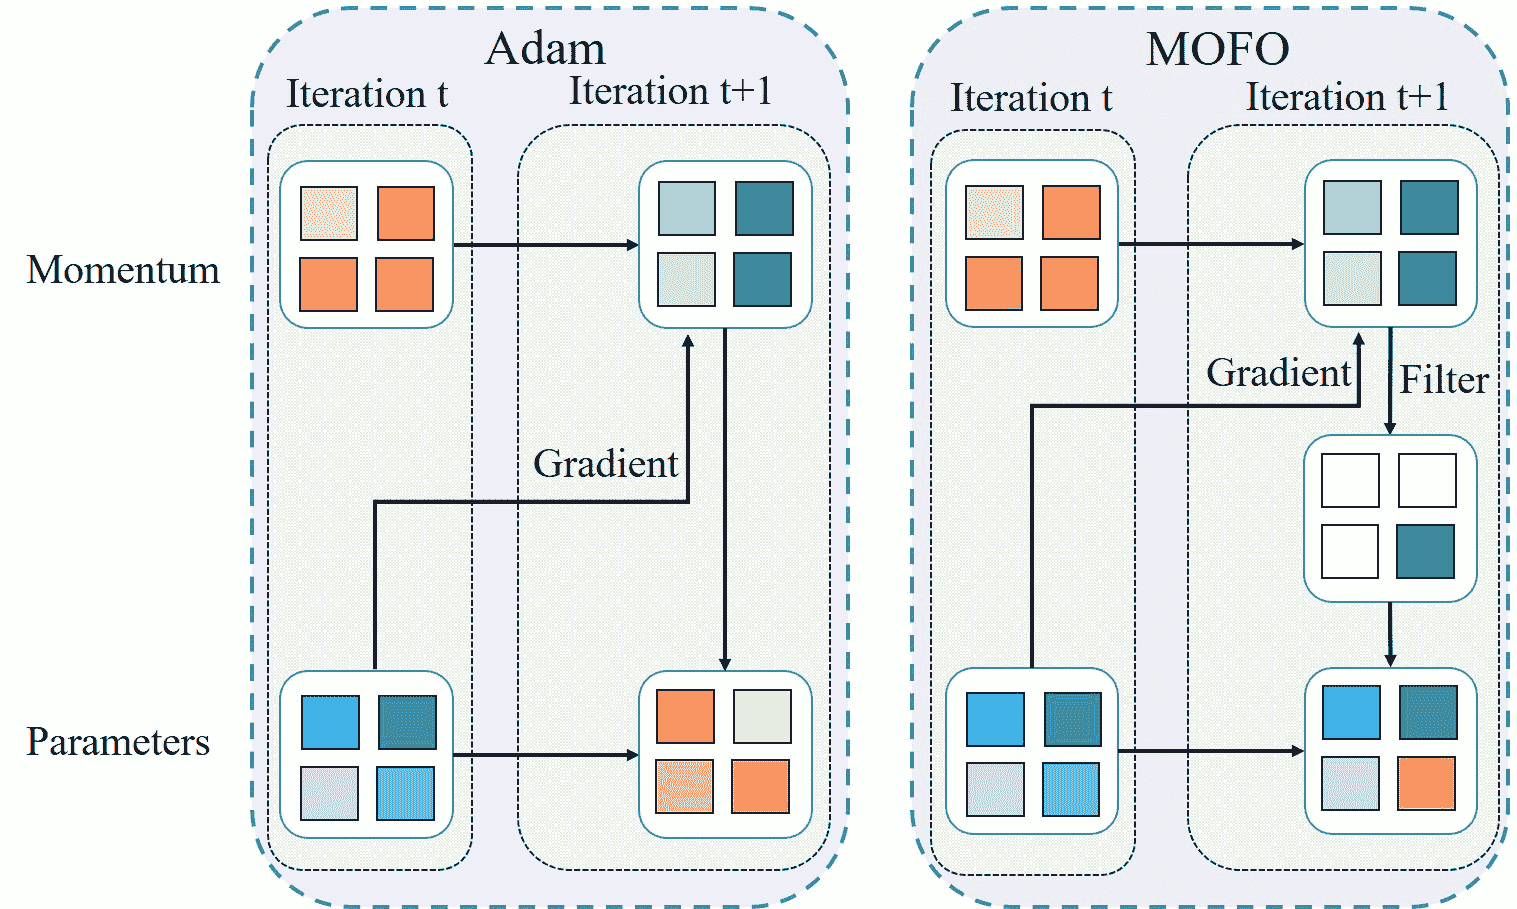 Adam
Iteration t
Iteration t+1
Momentum
Gradient
Parameters
MOFO
Iteration t
Iteration t+1
Gradient
Filter